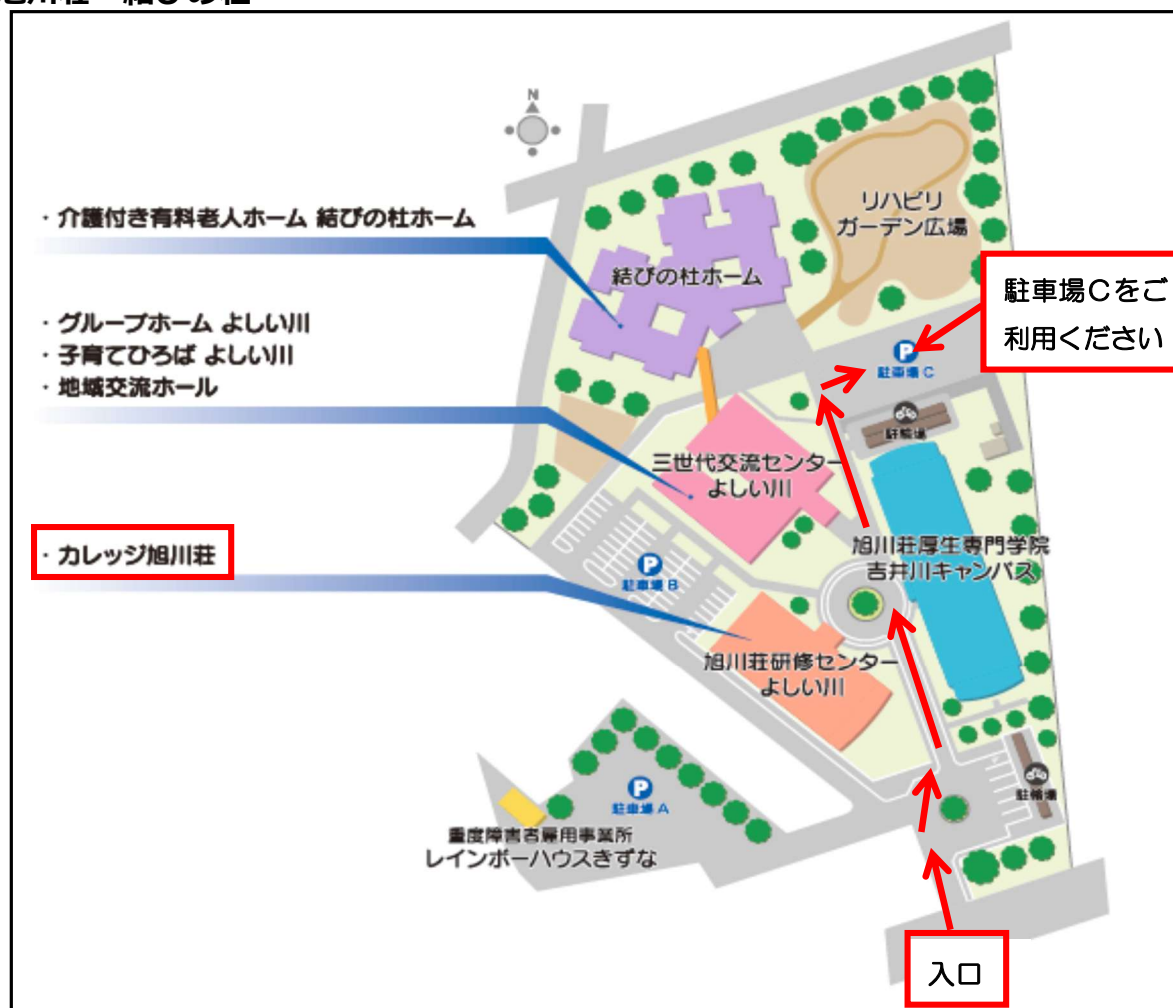 N
・介護付き有料老人ホーム 結びの杜ホーム
・グループホーム よしい川
・子育てひろば よしい川
・地域交流ホール
・カレッジ旭川荘
リハビリ
ガーデン広場
結びの杜ホーム
駐車場Cをご
利用ください
P
駐車場 C
駐輪場
三世代交流センター
よしい川
旭川荘厚生専門学院
吉井川キャンパス
P
駐車場 B
旭川荘研修センター
よしい川
P
駐車場 A
駐輪場
重度障害者雇用事業所
レインボーハウスきずな
入口